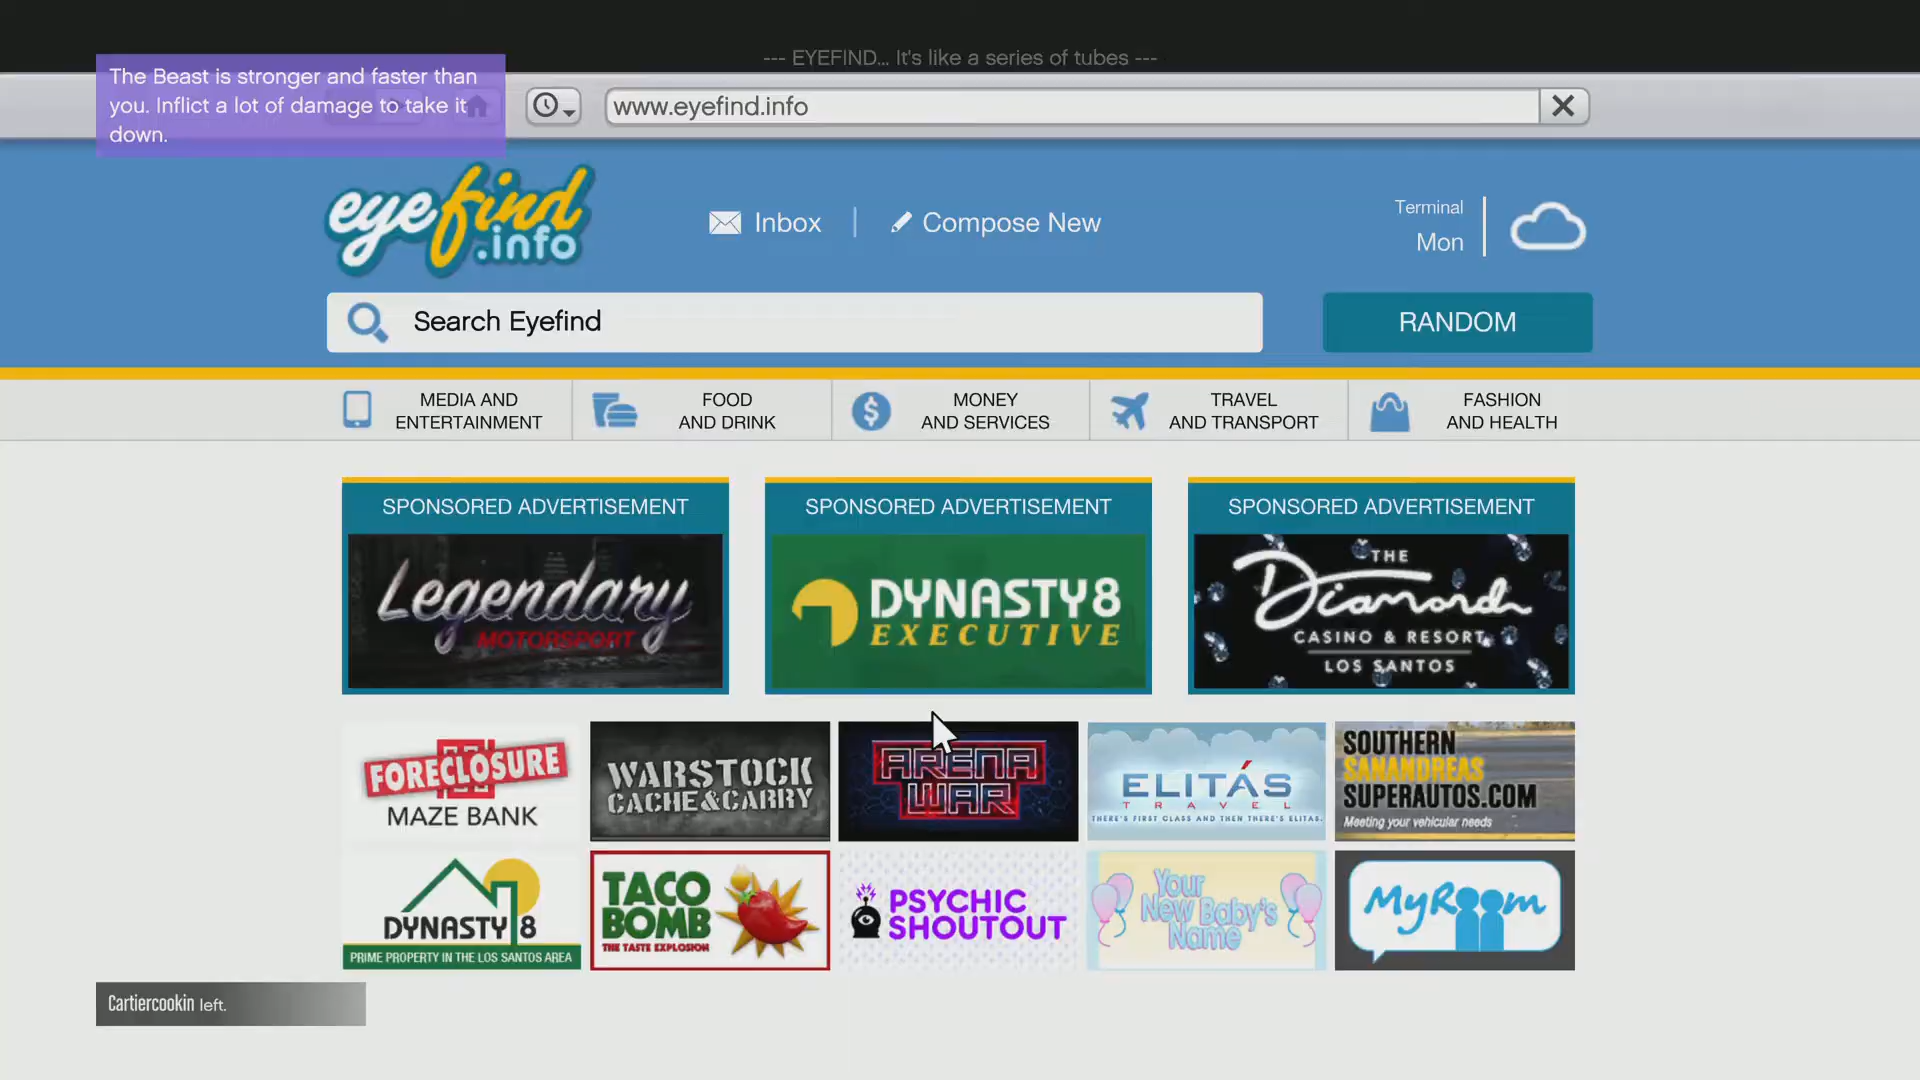 --- EYEFIND... It's like a series of tubes ---
The Beast is stronger and faster than
you. Inflict a lot of damage to take it
down.
www.eyefind.info
eyefind
.info
Inbox
Compose New
Terminal
Mon
Search Eyefind
RANDOM
MEDIA AND
ENTERTAINMENT
FOOD
AND DRINK
MONEY
AND SERVICES
TRAVEL
AND TRANSPORT
FASHION
AND HEALTH
SPONSORED ADVERTISEMENT
Legendary
MOTORSPORT
SPONSORED ADVERTISEMENT
DYNASTY8
EXECUTIVE
SPONSORED ADVERTISEMENT
THE
Diamond
CASINO & RESORT
LOS SANTOS
FORECLOSURE
MAZE BANK
WARSTOCK
CACHE&CARRY
ARENA
WAR
ELITÁS
TRAVEL
THERE'S FIRST CLASS AND THEN THERE'S ELITAS.
SOUTHERN
SANANDREAS
SUPERAUTOS.COM
Meeting your vehicular needs
DYNASTY 8
PRIME PROPERTY IN THE LOS SANTOS AREA
TACO
BOMB
THE TASTE EXPLOSION
PSYCHIC
SHOUTOUT
Your
New Baby's
Name
MyRoom
Cartiercookin left.